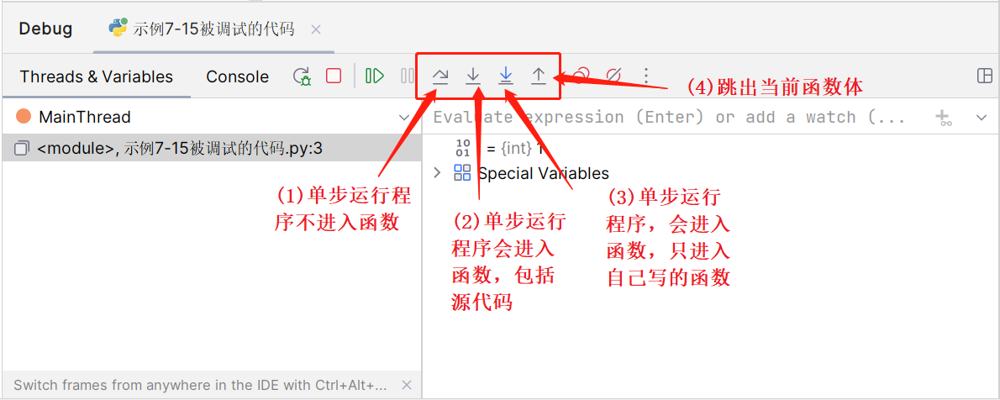 Debug 示例7-15被调试的代码
Threads & Variables Console
(4)跳出当前函数体
MainThread
Evaluate expression (Enter) or add a watch (...
<module>, 示例7-15被调试的代码.py:3
= {int} 1
Special Variables
(1)单步运行程
序不进入函数
(2)单步运行
程序会进入
函数，包括
源代码
(3)单步运行
程序，会进入
函数，只进入
自己写的函数
Switch frames from anywhere in the IDE with Ctrl+Alt+...